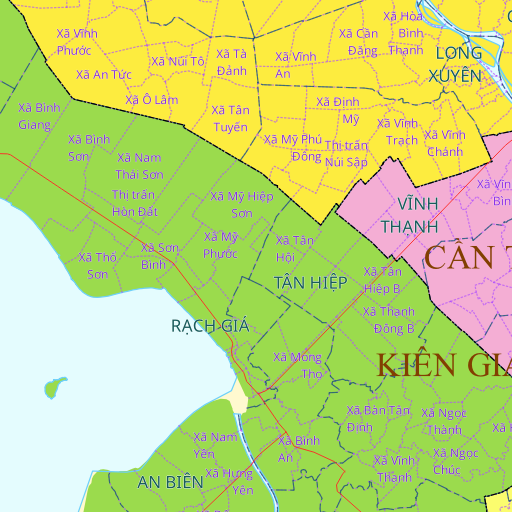 Xã Vĩnh
Phước
Xã Núi Tô
Xã Tà
Đảnh
Xã Vĩnh
An
Xã Cần
Đăng
Xã Hòa
Bình
Thạnh
LONG
XUYÊN
Xã An Tức
Xã Ô Lâm
Xã Tân
Tuyến
Xã Định
Mỹ
Xã Vĩnh
Trạch
Xã Vĩnh
Chánh
Xã Bình
Giang
Xã Bình
Sơn
Xã Mỹ Phú
Đông
Thị trấn
Núi Sập
Xã Nam
Thái Sơn
Thị trấn
Hòn Đất
Xã Mỹ Hiệp
Sơn
VĨNH
THẠNH
Xã Vĩn
Bình
Xã Thổ
Sơn
Xã Sơn
Bình
Xã Mỹ
Phước
Xã Tân
Hội
CẦN T
TÂN HIỆP
Xã Tân
Hiệp B
Xã Thạnh
Đông B
RẠCH GIÁ
Xã Mong
Thọ
KIÊN GIA
Xã Bàn Tân
Định
Xã Ngọc
Thành
Xã Nam
Yên
Xã Bình
An
Xã Ngọc
Chúc
Xã Vĩnh
Thạnh
Xã Hưng
Yên
AN BIÊN